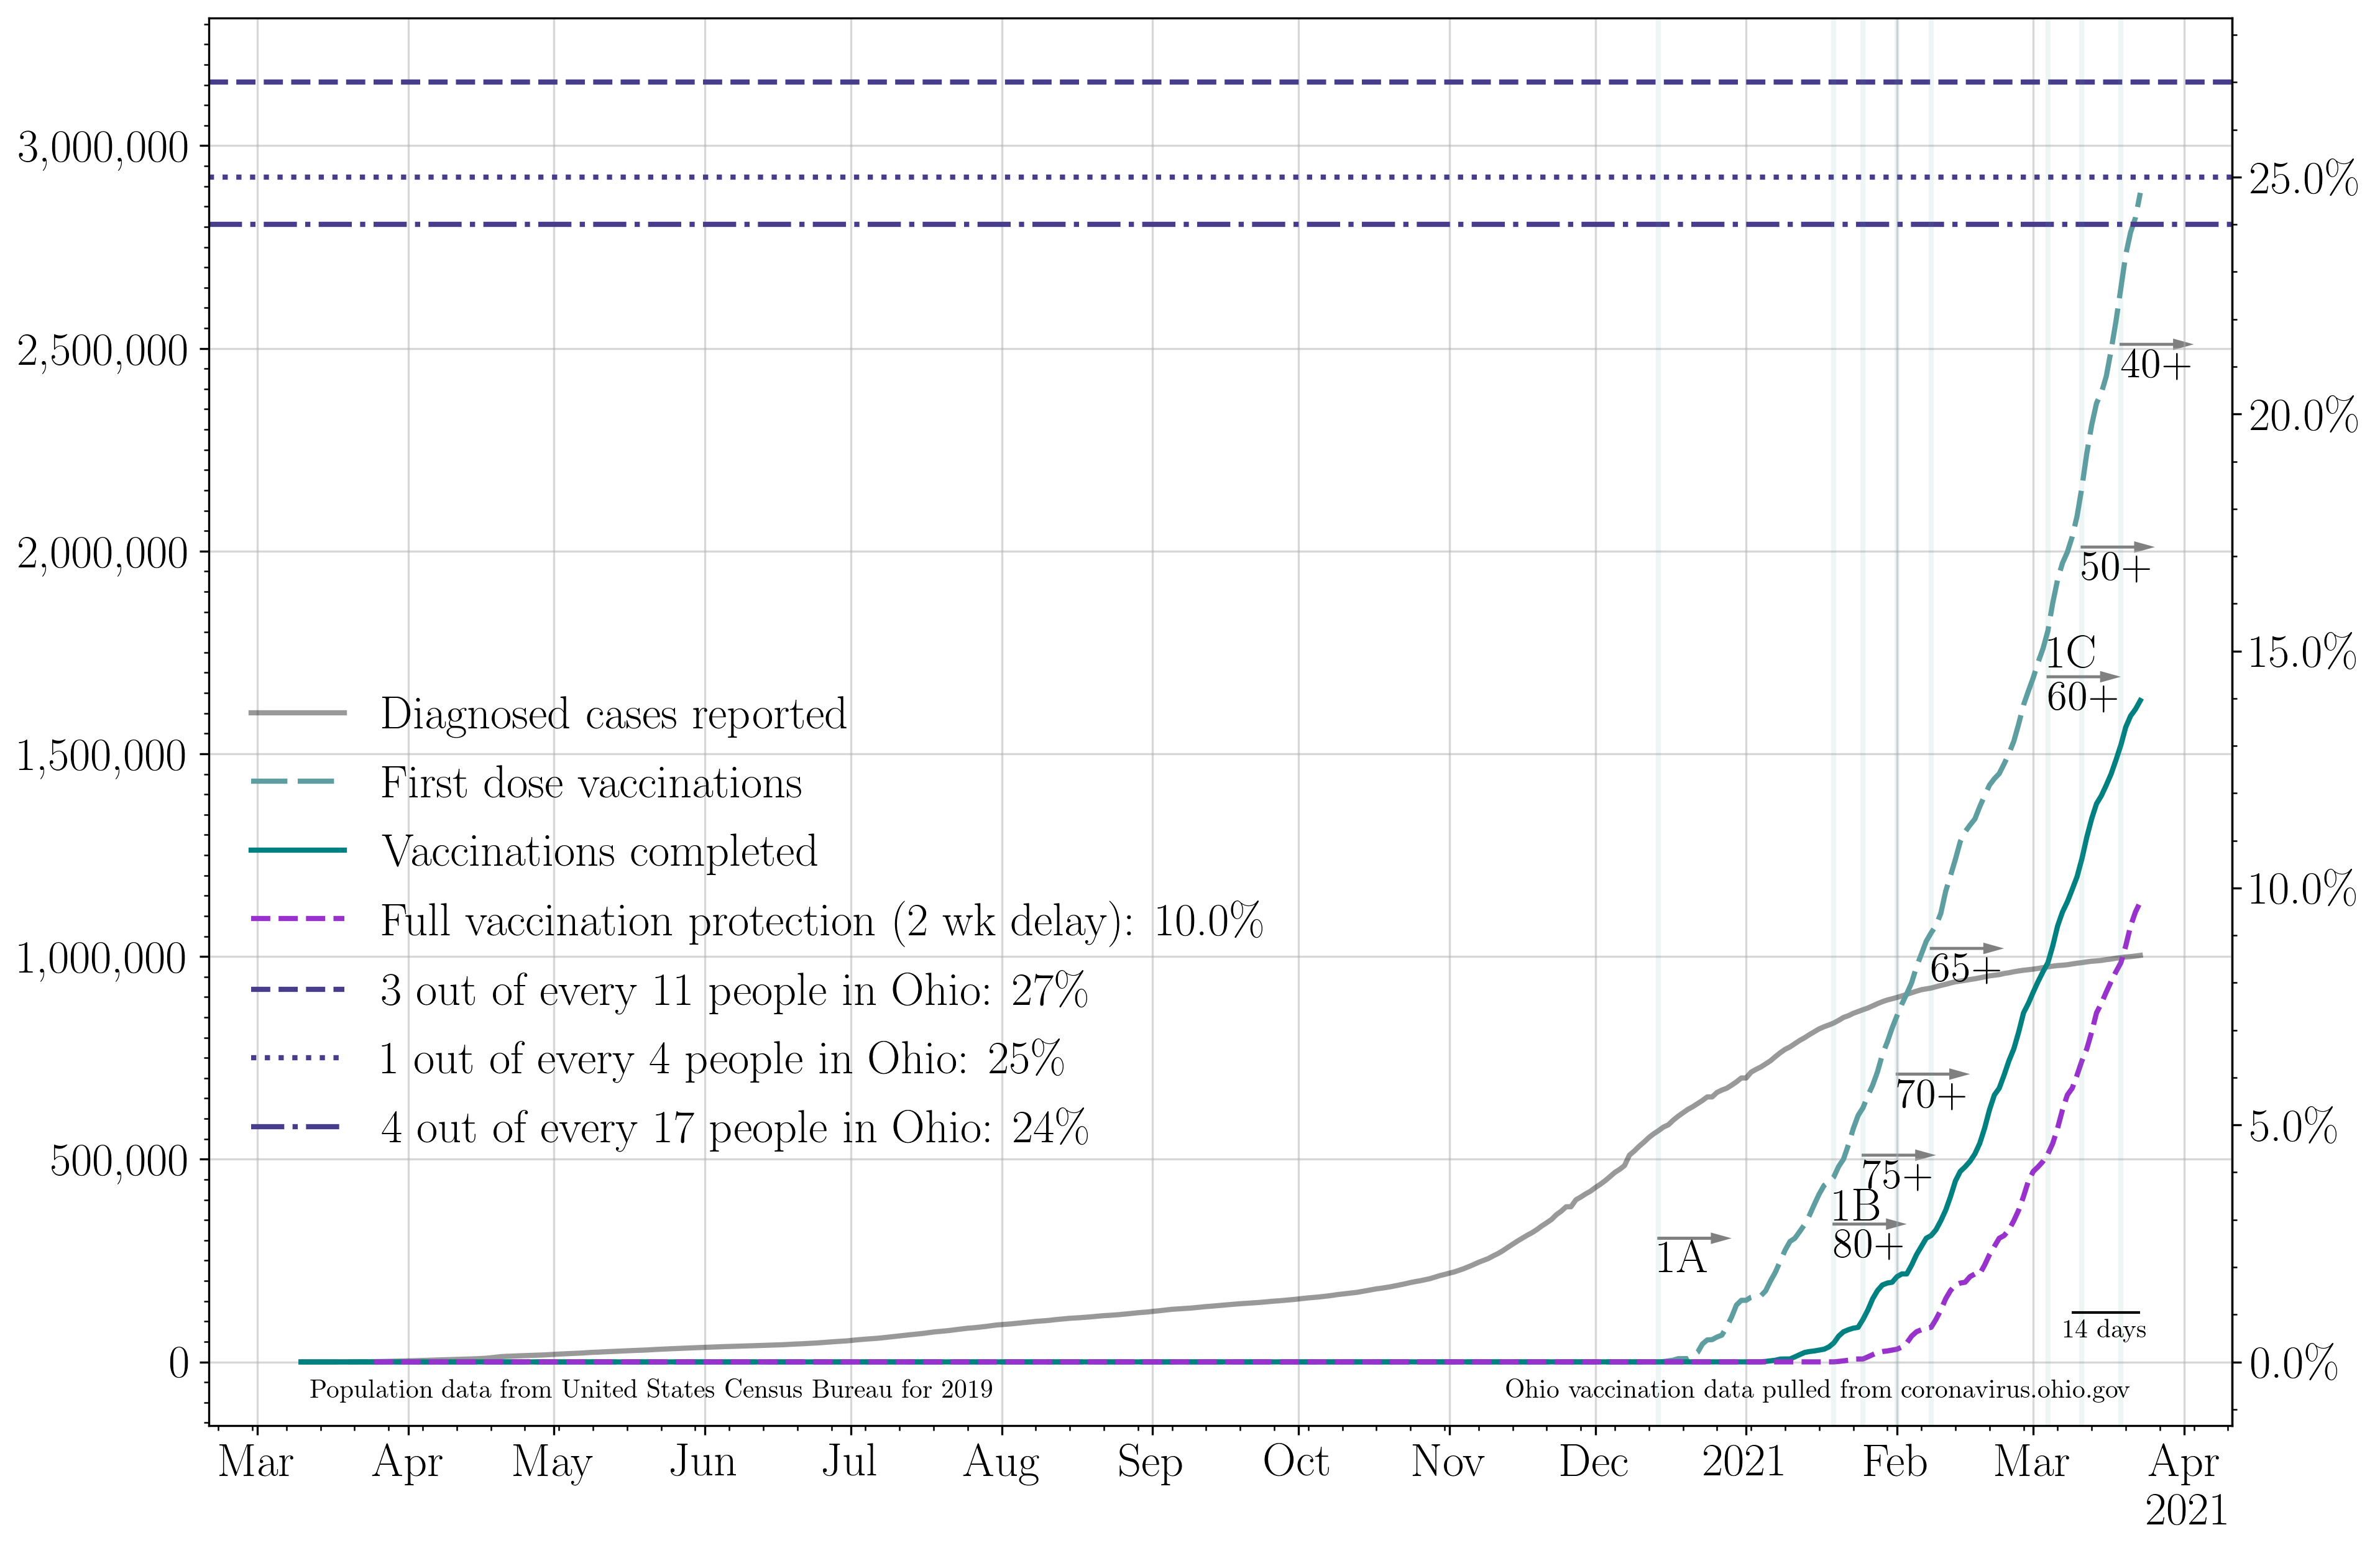 3,000,000
2,500,000
2,000,000
1,500,000
1,000,000
500,000
0
25.0%
20.0%
15.0%
10.0%
5.0%
0.0%
Diagnosed cases reported
First dose vaccinations
Vaccinations completed
Full vaccination protection (2 wk delay): 10.0%
3 out of every 11 people in Ohio: 27%
1 out of every 4 people in Ohio: 25%
4 out of every 17 people in Ohio: 24%
40+
50+
1C
60+
65+
70+
75+
1B
80+
1A
14 days
Population data from United States Census Bureau for 2019
Ohio vaccination data pulled from coronavirus.ohio.gov
Mar Apr May Jun Jul Aug Sep Oct Nov Dec 2021 Feb Mar Apr
2021